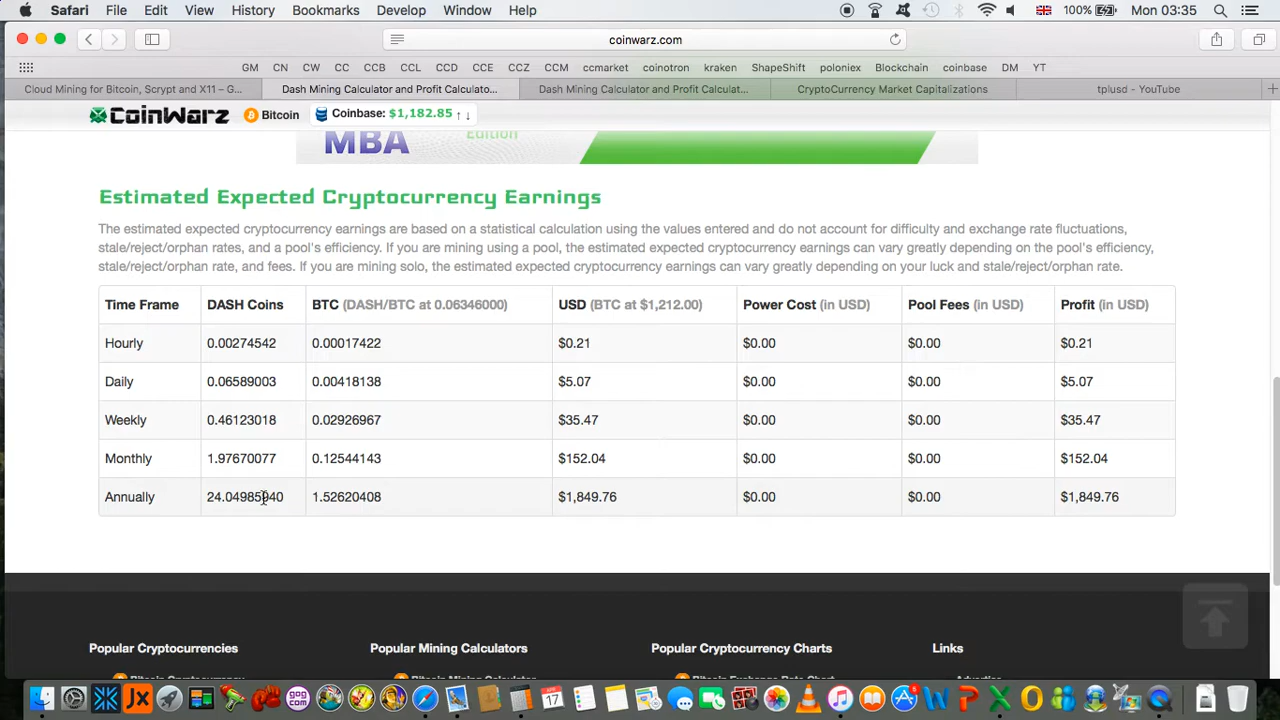 Safari File Edit View History Bookmarks Develop Window Help 100% Mon 03:35
coinwarz.com
GM CN CW CC CCB CCL CCD CCE CCZ CCM ccmarket coinotron kraken ShapeShift poloniex Blockchain coinbase DM YT
Cloud Mining for Bitcoin, Scrypt and X11 – G... Dash Mining Calculator and Profit Calculato... Dash Mining Calculator and Profit Calculat... CryptoCurrency Market Capitalizations tplusd - YouTube
CoinWarz Bitcoin Coinbase: $1,182.85 ↑ ↓
MBA Edition
Estimated Expected Cryptocurrency Earnings
The estimated expected cryptocurrency earnings are based on a statistical calculation using the values entered and do not account for difficulty and exchange rate fluctuations,
stale/reject/orphan rates, and a pool's efficiency. If you are mining using a pool, the estimated expected cryptocurrency earnings can vary greatly depending on the pool's efficiency,
stale/reject/orphan rate, and fees. If you are mining solo, the estimated expected cryptocurrency earnings can vary greatly depending on your luck and stale/reject/orphan rate.
Time Frame DASH Coins BTC (DASH/BTC at 0.06346000) USD (BTC at $1,212.00) Power Cost (in USD) Pool Fees (in USD) Profit (in USD)
Hourly 0.00274542 0.00017422 $0.21 $0.00 $0.00 $0.21
Daily 0.06589003 0.00418138 $5.07 $0.00 $0.00 $5.07
Weekly 0.46123018 0.02926967 $35.47 $0.00 $0.00 $35.47
Monthly 1.97670077 0.12544143 $152.04 $0.00 $0.00 $152.04
Annually 24.04985940 1.52620408 $1,849.76 $0.00 $0.00 $1,849.76
Popular Cryptocurrencies Popular Mining Calculators Popular Cryptocurrency Charts Links